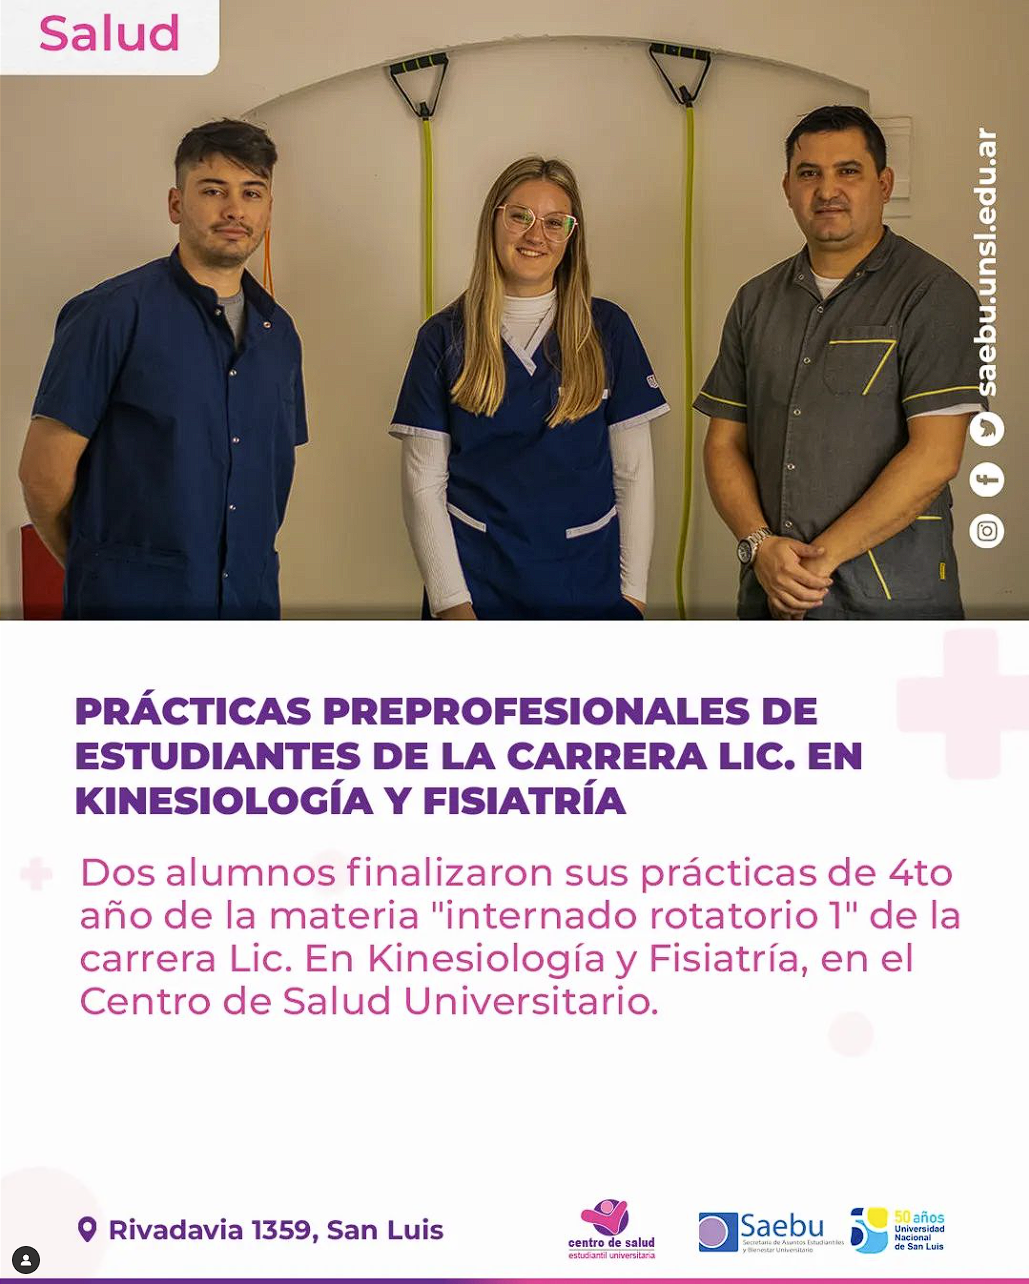 Salud
saebu.unsl.edu.ar
PRÁCTICAS PREPROFESIONALES DE
ESTUDIANTES DE LA CARRERA LIC. EN
KINESIOLOGÍA Y FISIATRÍA
Dos alumnos finalizaron sus prácticas de 4to
año de la materia "internado rotatorio 1" de la
carrera Lic. En Kinesiología y Fisiatría, en el
Centro de Salud Universitario.
Rivadavia 1359, San Luis
centro de salud
estudiantil universitaria
Saebu
Secretaría de Asuntos Estudiantiles
y Bienestar Universitario
50 años
Universidad
Nacional
de San Luis